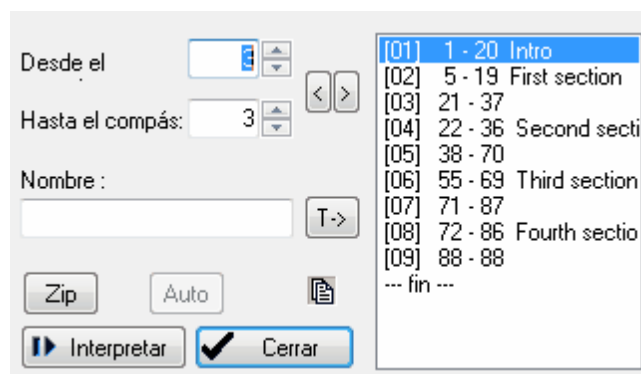 Desde el
3
Hasta el compás:
3
< >
Nombre :
T->
Zip
Auto
Interpretar
Cerrar
[01] 1 - 20 Intro
[02] 5 - 19 First section
[03] 21 - 37
[04] 22 - 36 Second secti
[05] 38 - 70
[06] 55 - 69 Third section
[07] 71 - 87
[08] 72 - 86 Fourth sectio
[09] 88 - 88
--- fin ---